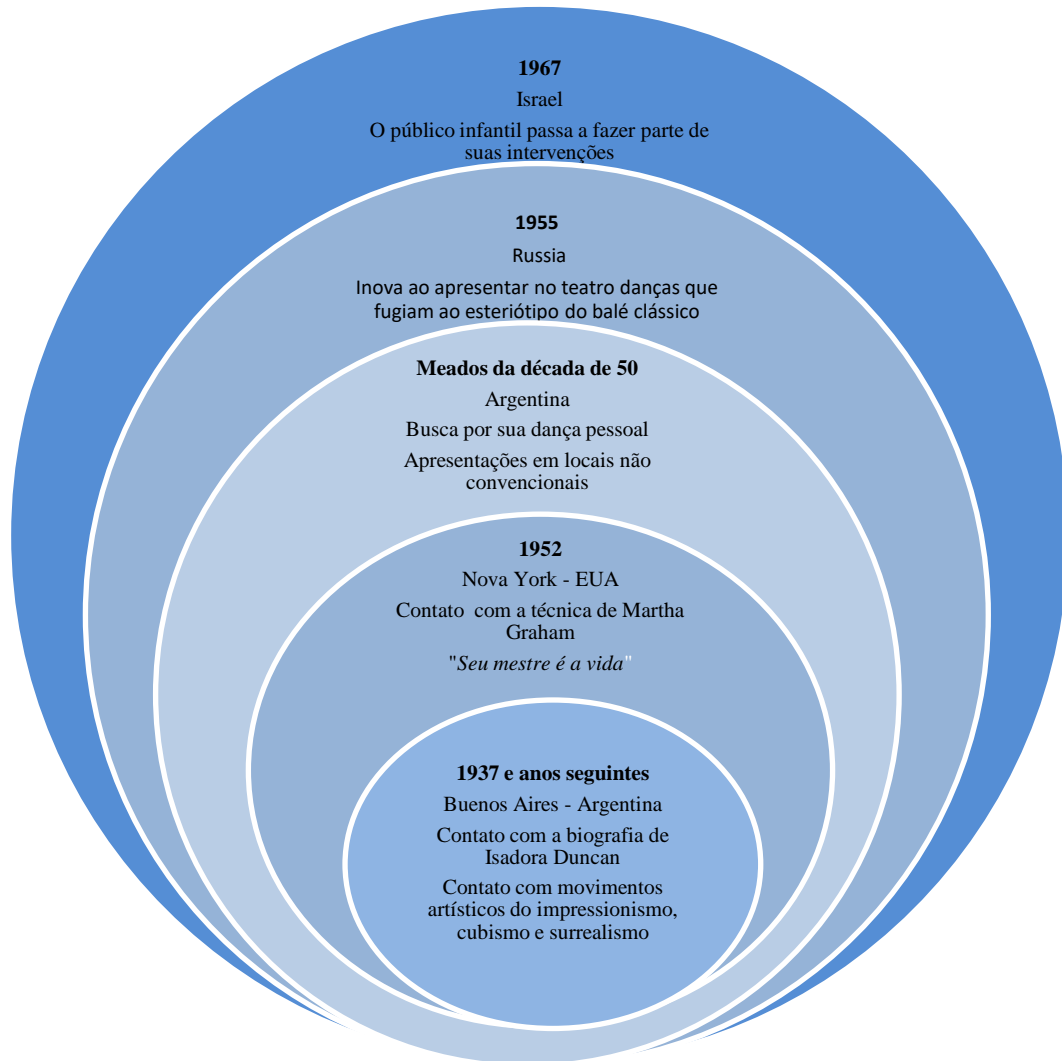 1967
Israel
O público infantil passa a fazer parte de
suas intervenções
1955
Russia
Inova ao apresentar no teatro danças que
fugiam ao esteriótipo do balé clássico
Meados da década de 50
Argentina
Busca por sua dança pessoal
Apresentações em locais não
convencionais
1952
Nova York - EUA
Contato com a técnica de Martha
Graham
"Seu mestre é a vida"
1937 e anos seguintes
Buenos Aires - Argentina
Contato com a biografia de
Isadora Duncan
Contato com movimentos
artísticos do impressionismo,
cubismo e surrealismo